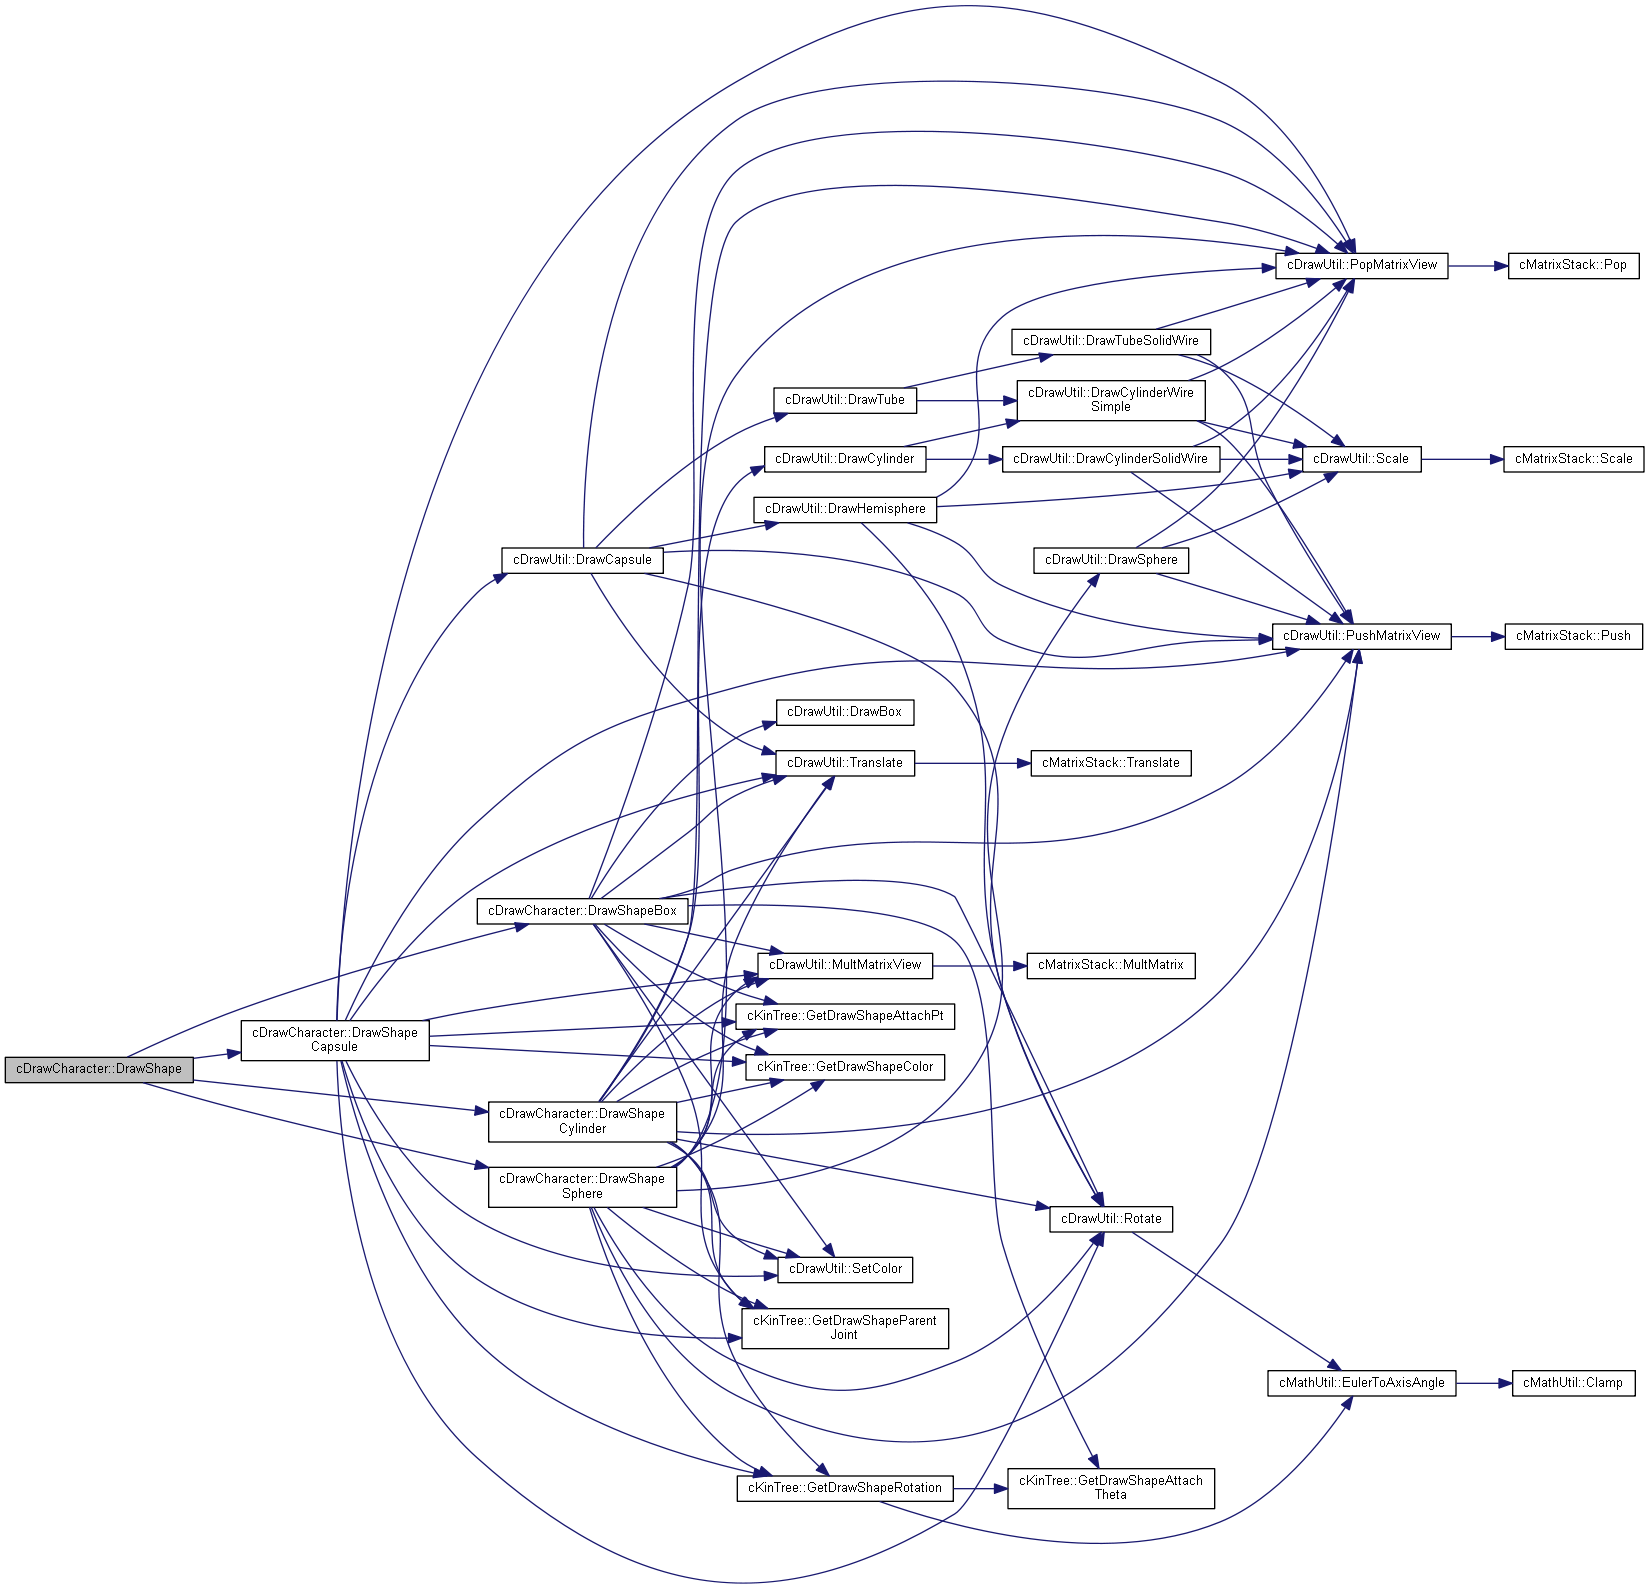 cDrawUtil::PopMatrixView
cMatrixStack::Pop
cDrawUtil::DrawTubeSolidWire
cDrawUtil::DrawTube
cDrawUtil::DrawCylinderWire
Simple
cDrawUtil::DrawCylinder
cDrawUtil::DrawCylinderSolidWire
cDrawUtil::Scale
cMatrixStack::Scale
cDrawUtil::DrawHemisphere
cDrawUtil::DrawCapsule
cDrawUtil::DrawSphere
cDrawUtil::PushMatrixView
cMatrixStack::Push
cDrawUtil::DrawBox
cDrawUtil::Translate
cMatrixStack::Translate
cDrawCharacter::DrawShapeBox
cDrawUtil::MultMatrixView
cMatrixStack::MultMatrix
cKinTree::GetDrawShapeAttachPt
cDrawCharacter::DrawShape
Capsule
cDrawCharacter::DrawShape
cKinTree::GetDrawShapeColor
cDrawCharacter::DrawShape
Cylinder
cDrawCharacter::DrawShape
Sphere
cDrawUtil::Rotate
cDrawUtil::SetColor
cKinTree::GetDrawShapeParent
Joint
cMathUtil::EulerToAxisAngle
cMathUtil::Clamp
cKinTree::GetDrawShapeRotation
cKinTree::GetDrawShapeAttach
Theta